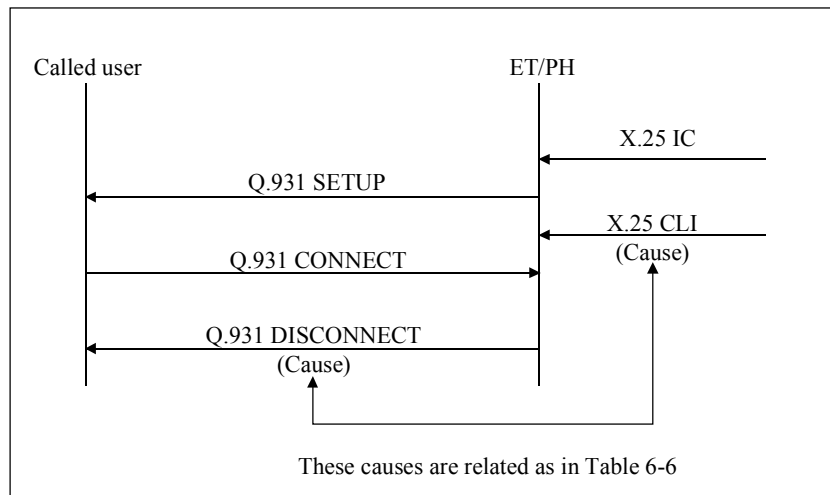 Called user
ET/PH
X.25 IC
Q.931 SETUP
X.25 CLI
(Cause)
Q.931 CONNECT
Q.931 DISCONNECT
(Cause)
These causes are related as in Table 6-6